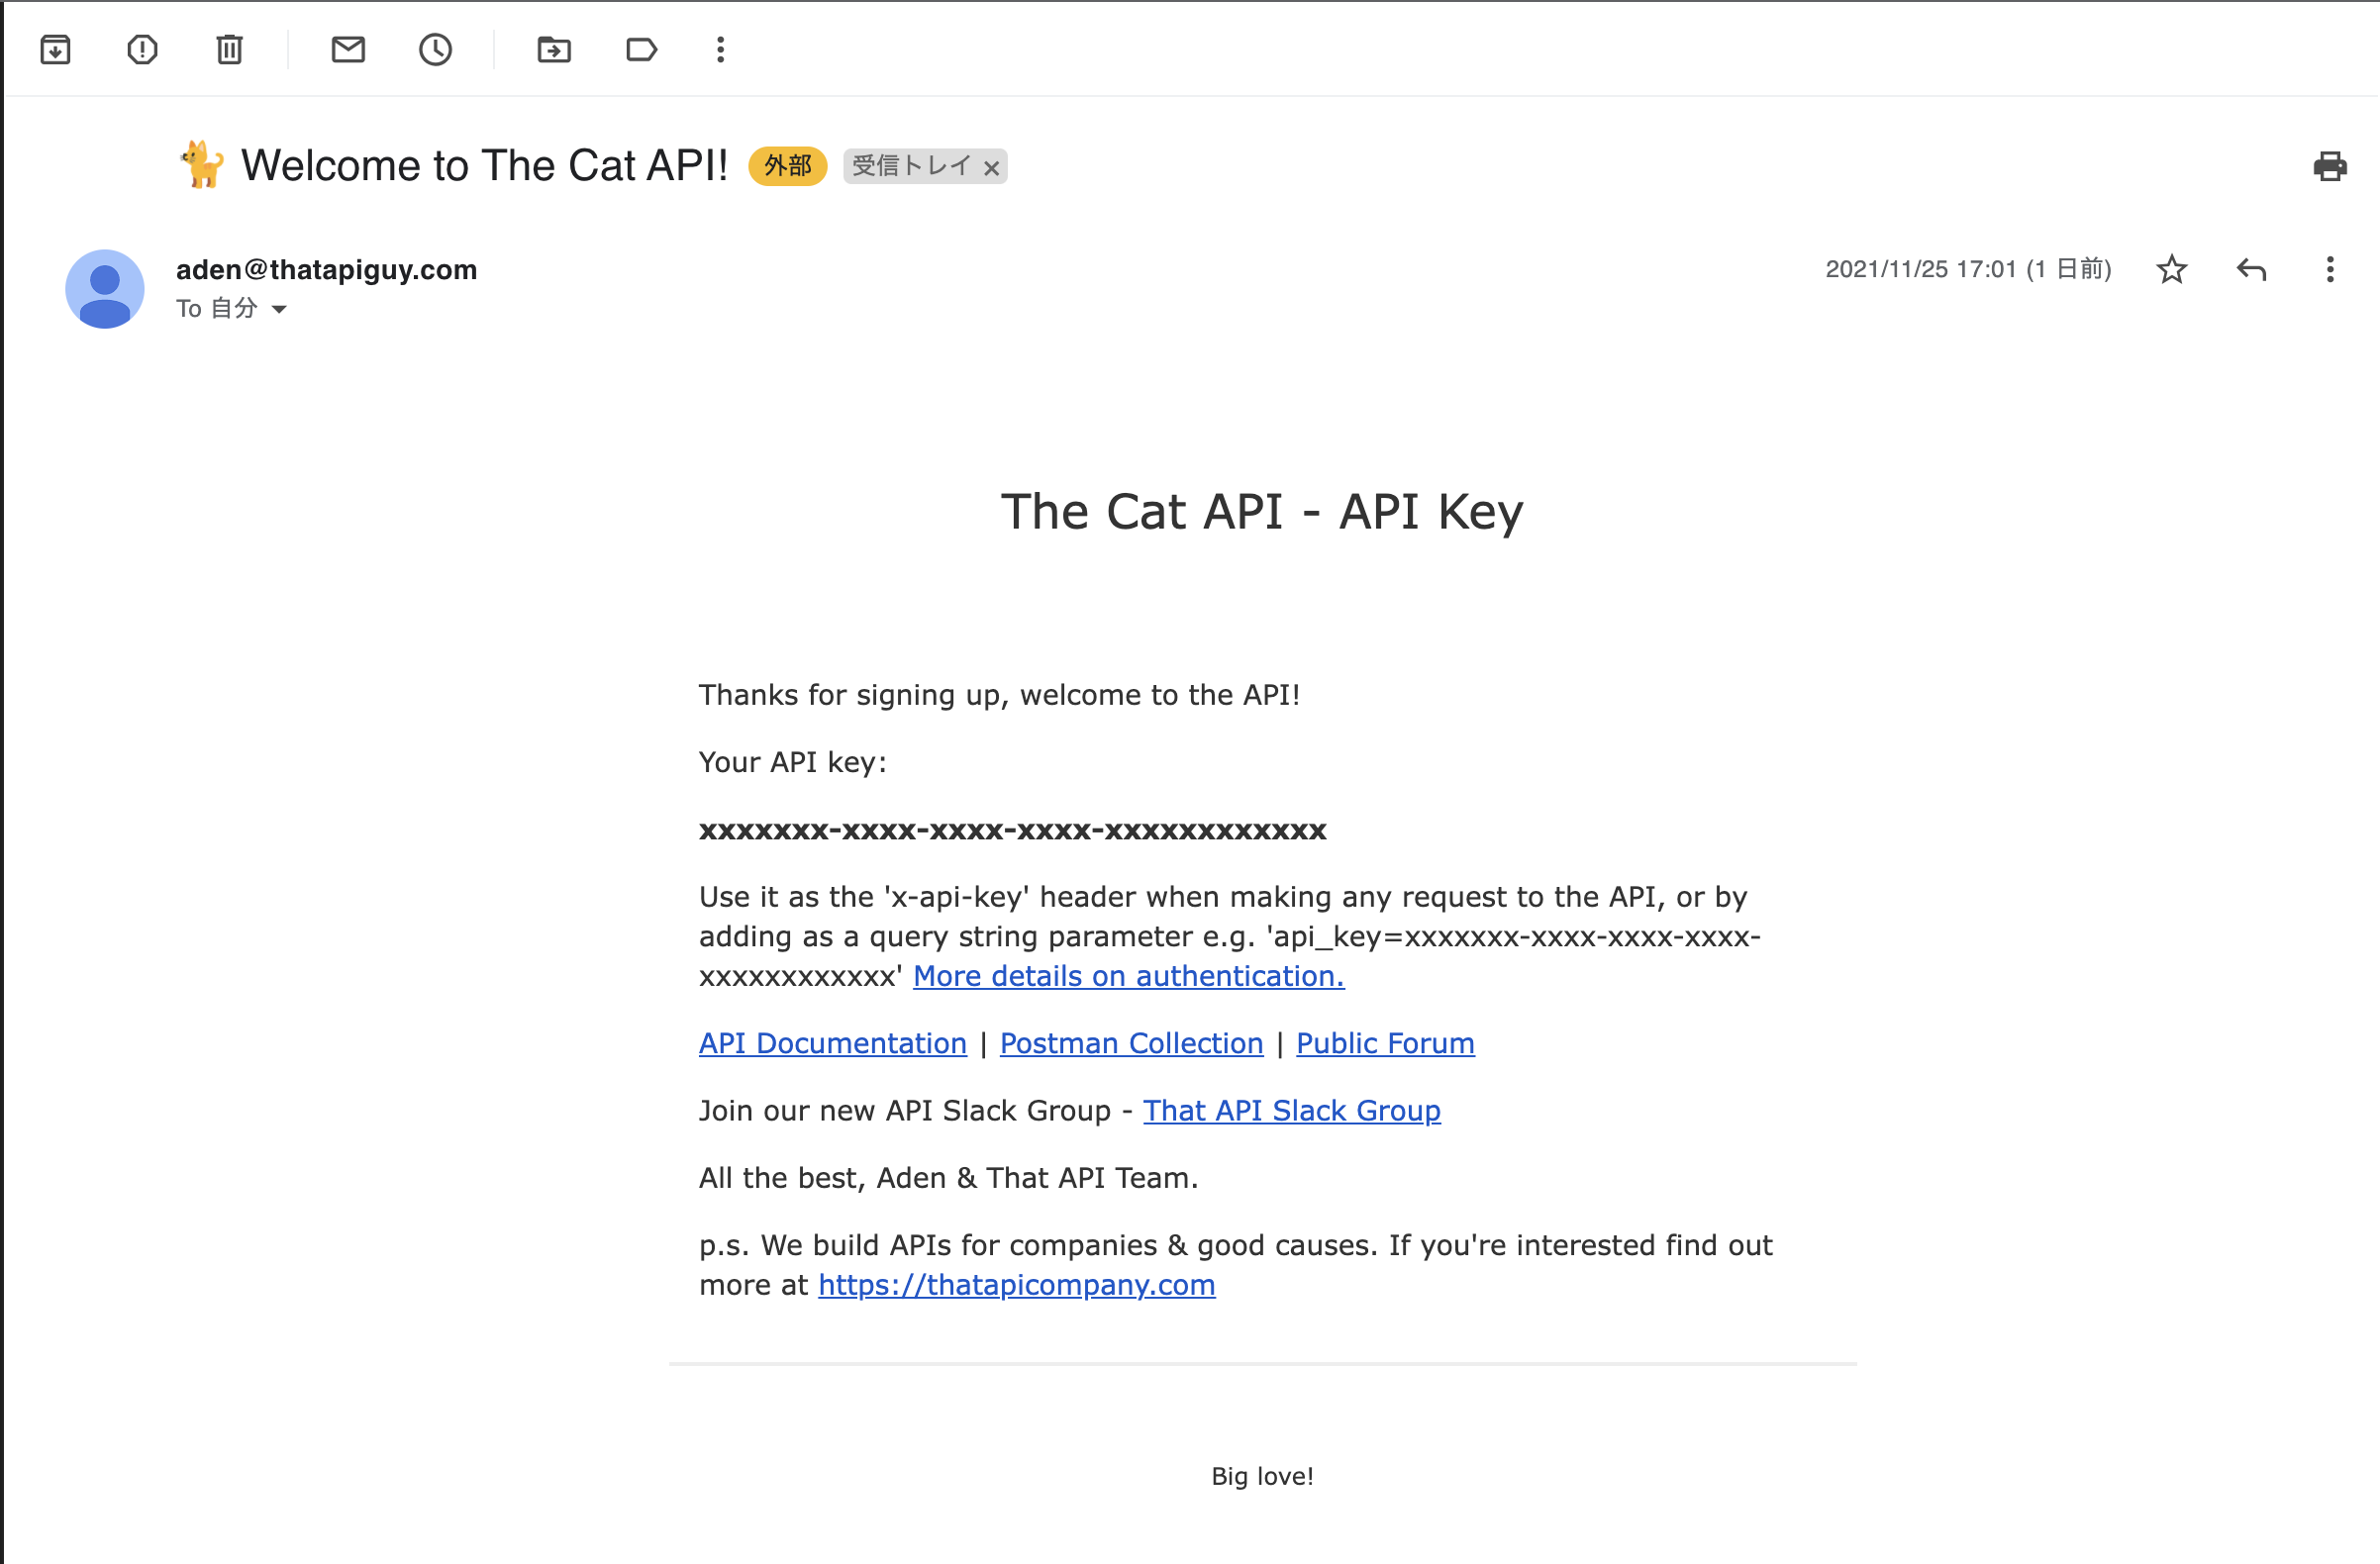 🐈 Welcome to The Cat API! 外部 受信トレイ ×
aden@thatapiguy.com 2021/11/25 17:01 (1 日前)
To 自分
The Cat API - API Key
Thanks for signing up, welcome to the API!
Your API key:
xxxxxxx-xxxx-xxxx-xxxx-xxxxxxxxxxxx
Use it as the 'x-api-key' header when making any request to the API, or by
adding as a query string parameter e.g. 'api_key=xxxxxxx-xxxx-xxxx-xxxx-
xxxxxxxxxxxx' More details on authentication.
API Documentation | Postman Collection | Public Forum
Join our new API Slack Group - That API Slack Group
All the best, Aden & That API Team.
p.s. We build APIs for companies & good causes. If you're interested find out
more at https://thatapicompany.com
Big love!